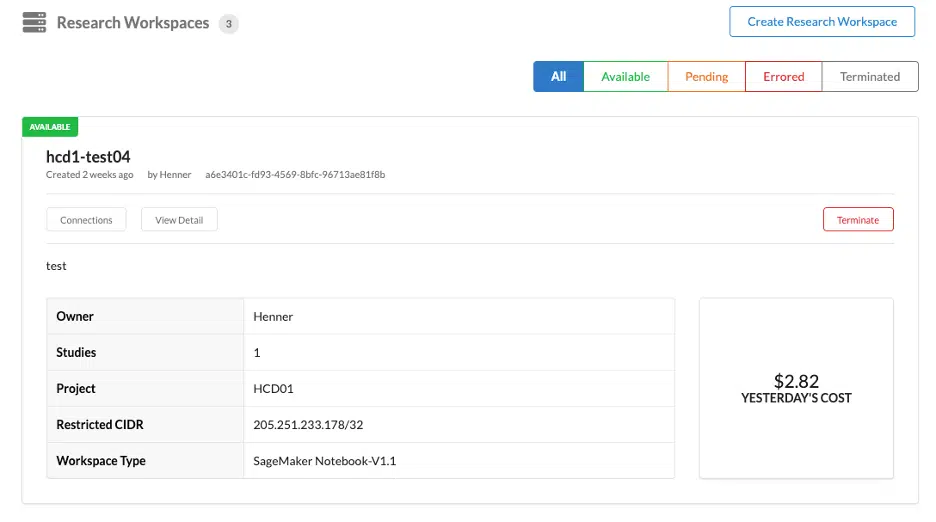 Research Workspaces 3
Create Research Workspace
All Available Pending Errored Terminated
AVAILABLE
hcd1-test04
Created 2 weeks ago by Henner a6e3401c-fd93-4569-8bfc-96713ae81f8b
Connections View Detail Terminate
test
Owner Henner
Studies 1
Project HCD01
Restricted CIDR 205.251.233.178/32
Workspace Type SageMaker Notebook-V1.1
$2.82
YESTERDAY'S COST